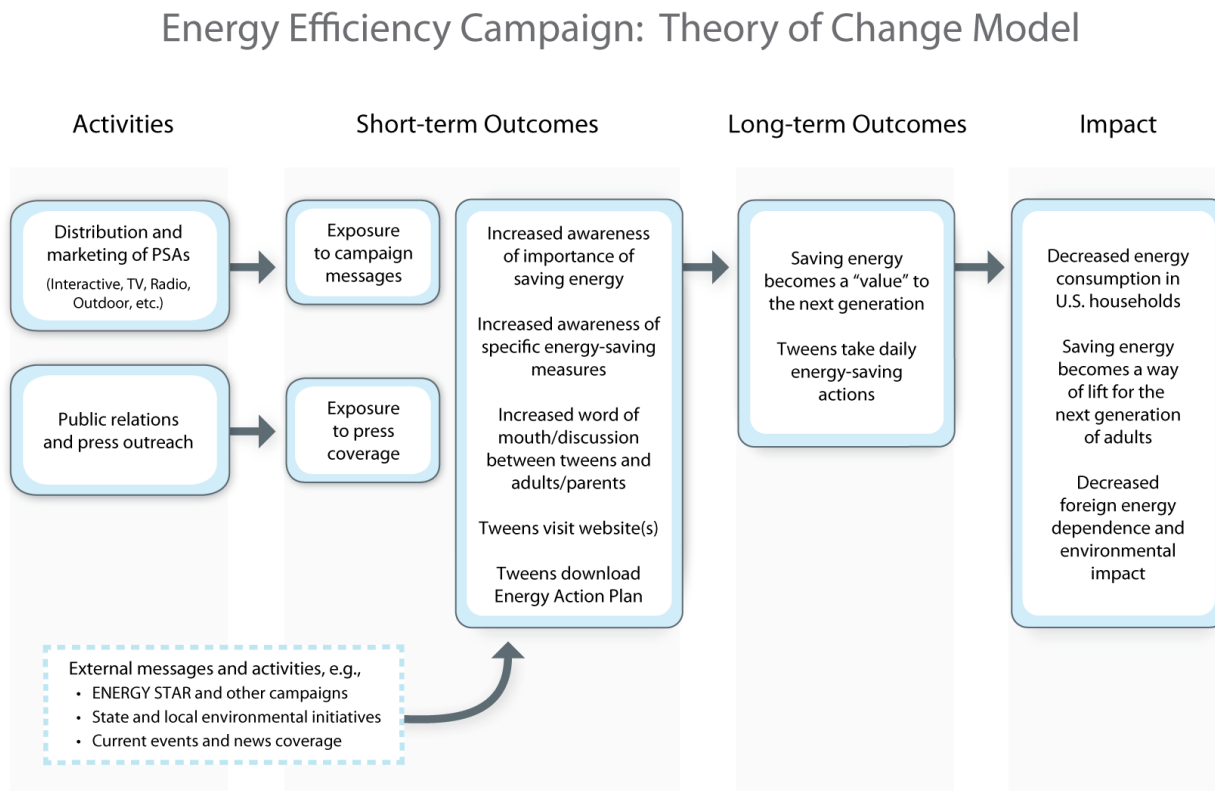 Energy Efficiency Campaign: Theory of Change Model
Activities
Short-term Outcomes
Long-term Outcomes
Impact
Distribution and
marketing of PSAs
(Interactive, TV, Radio,
Outdoor, etc.)
Public relations
and press outreach
Exposure
to campaign
messages
Exposure
to press
coverage
Increased awareness
of importance of
saving energy
Increased awareness of
specific energy-saving
measures
Increased word of
mouth/discussion
between tweens and
adults/parents
Tweens visit website(s)
Tweens download
Energy Action Plan
Saving energy
becomes a “value” to
the next generation
Tweens take daily
energy-saving
actions
Decreased energy
consumption in
U.S. households
Saving energy
becomes a way
of lift for the
next generation
of adults
Decreased
foreign energy
dependence and
environmental
impact
External messages and activities, e.g.,
• ENERGY STAR and other campaigns
• State and local environmental initiatives
• Current events and news coverage